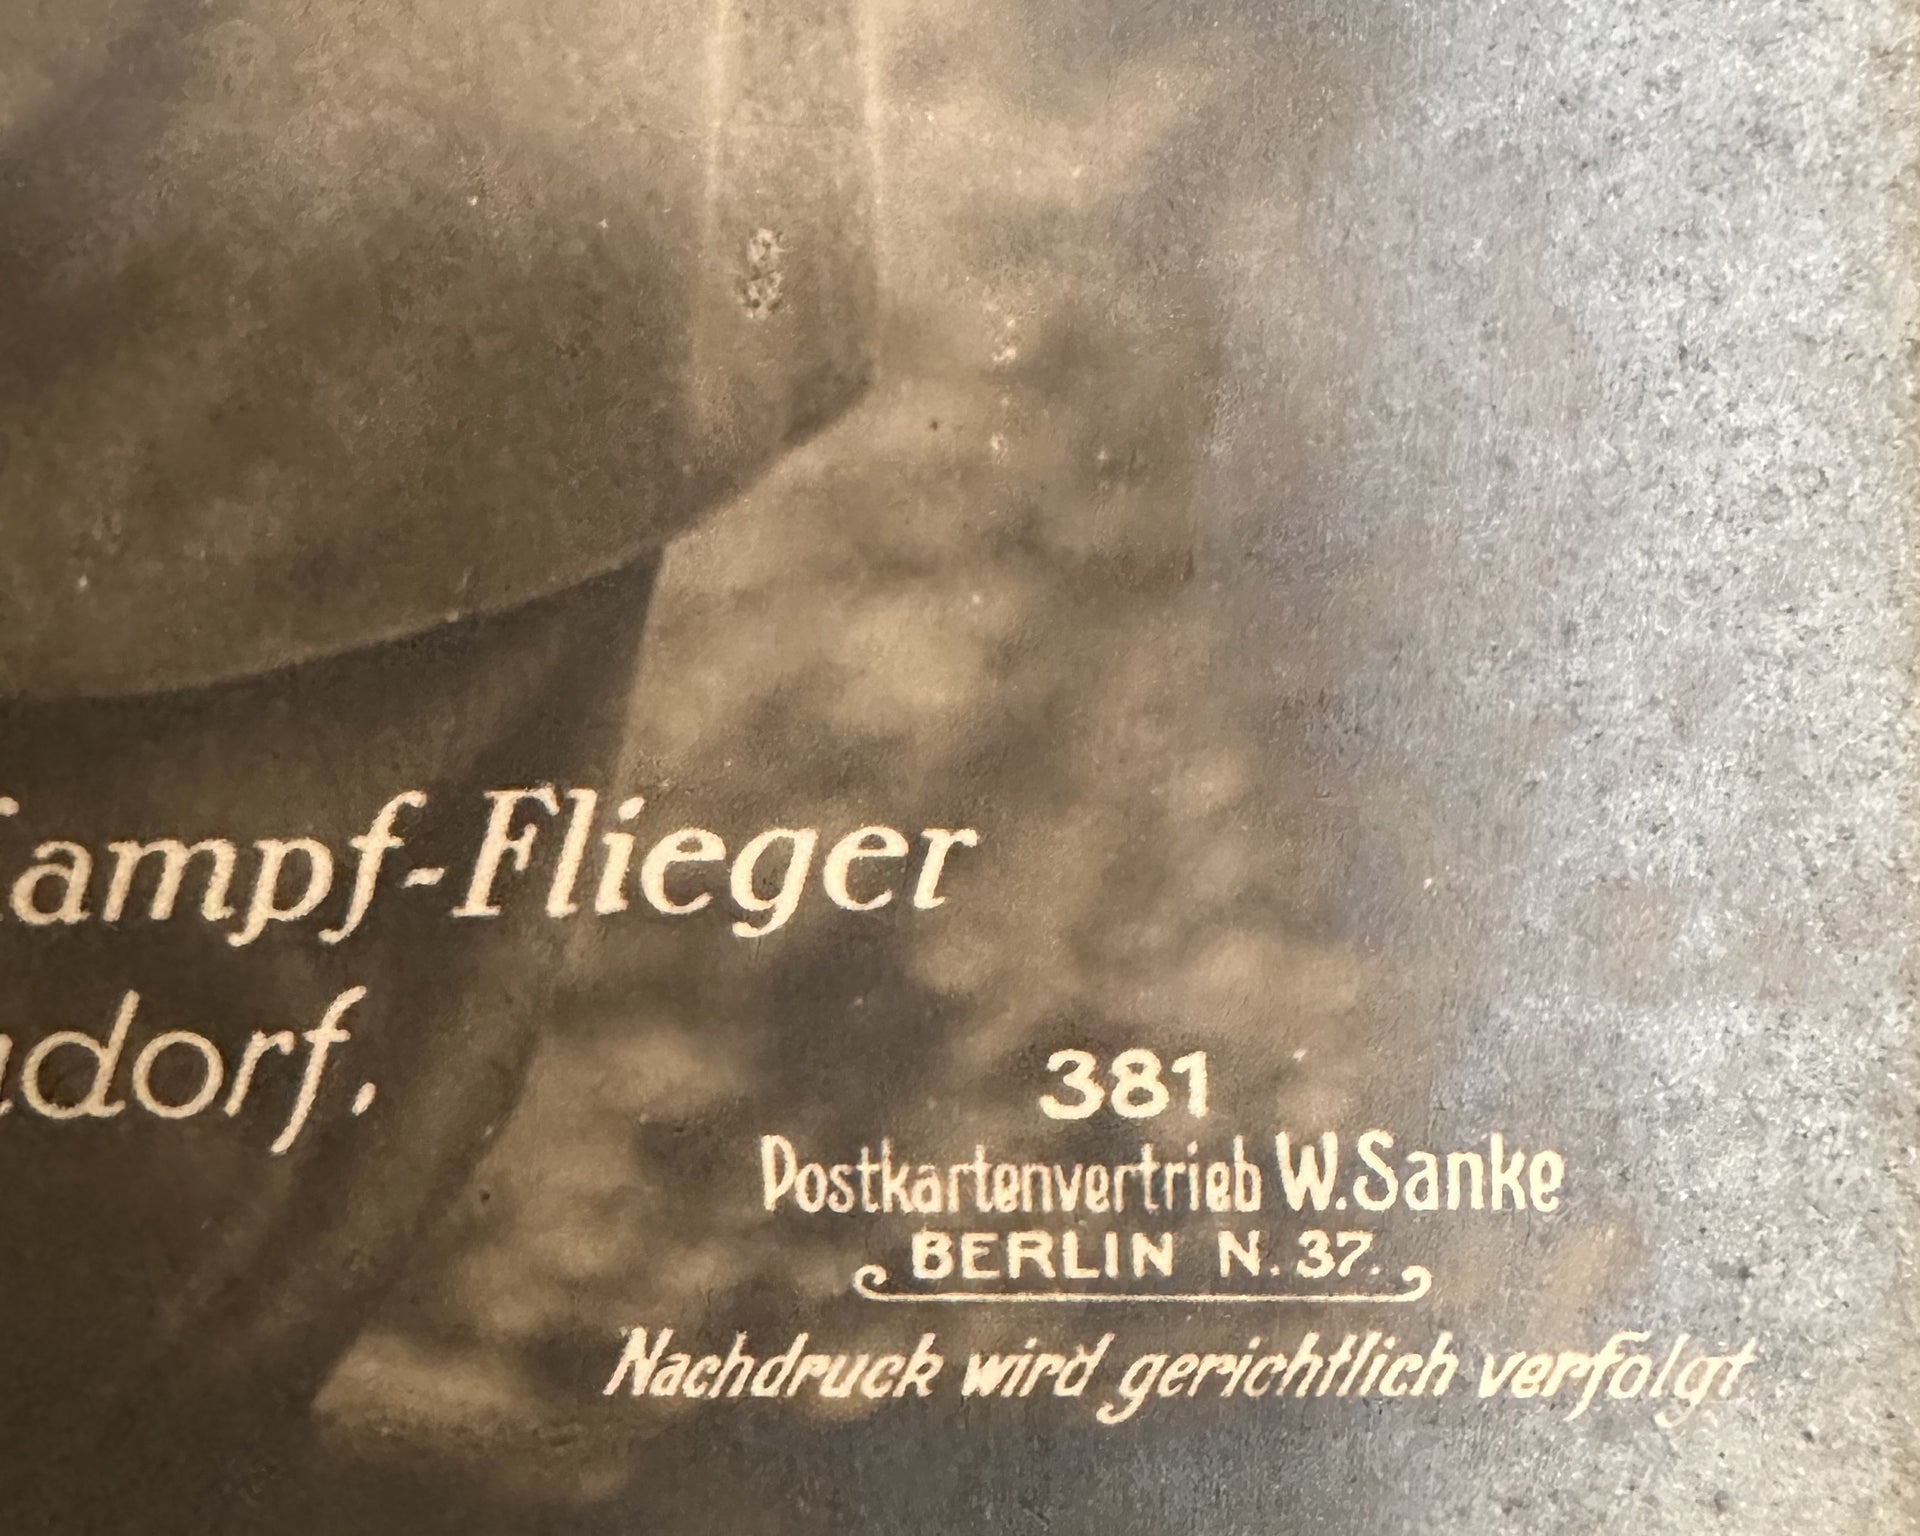 ampf-Flieger
dorf.
381
Postkartenvertrieb W.Sanke
BERLIN N.37.
Nachdruck wird gerichtlich verfolgt